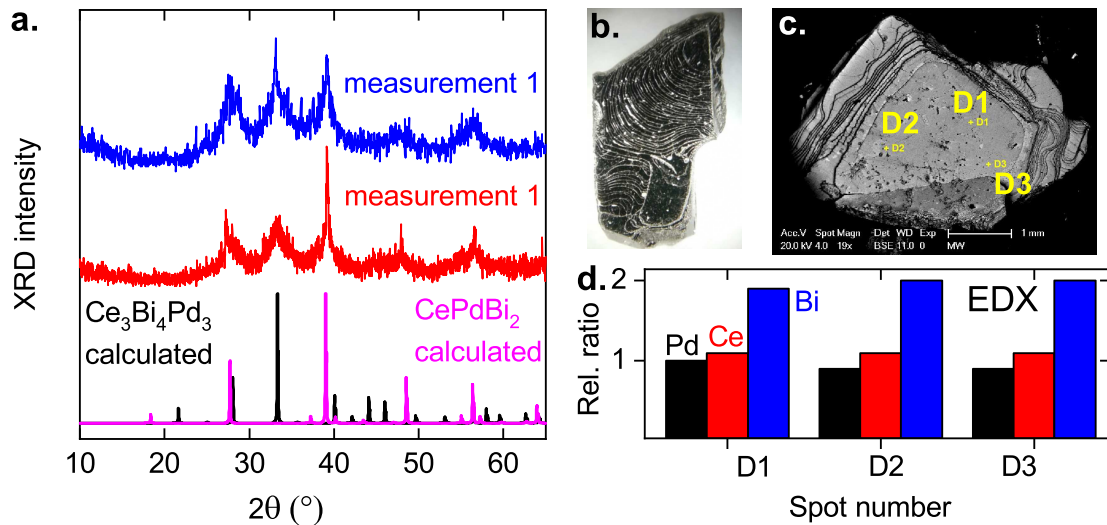 a.
XRD intensity
measurement 1
measurement 1
Ce₃Bi₄Pd₃
calculated
CePdBi₂
calculated
10 20 30 40 50 60
2θ (°)
b.
c.
D1
+ D1
D2
+ D2
+ D3
D3
Acc.V Spot Magn Det WD Exp
20.0 kV 4.0 19x BSE 11.0 0 MW
1 mm
d.
EDX
Rel. ratio
2
1
Pd Ce Bi
D1 D2 D3
Spot number